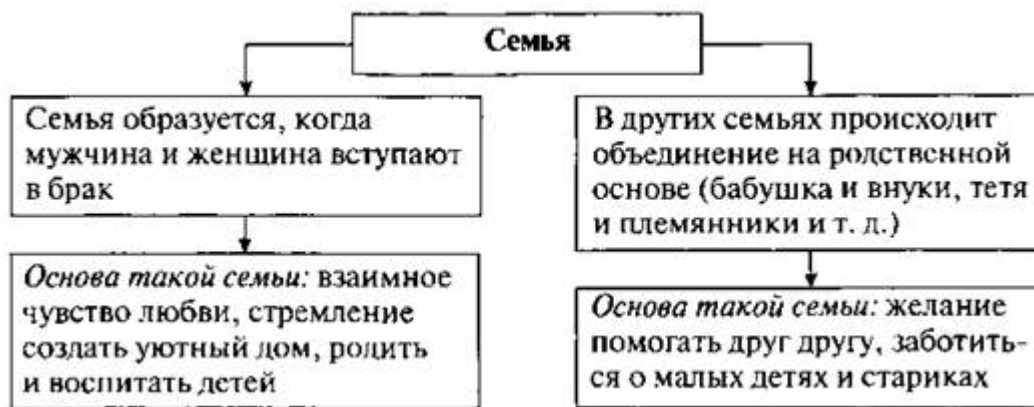 Семья
Семья образуется, когда
мужчина и женщина вступают
в брак
В других семьях происходит
объединение на родственной
основе (бабушка и внуки, тетя
и племянники и т. д.)
Основа такой семьи: взаимное
чувство любви, стремление
создать уютный дом, родить
и воспитать детей
Основа такой семьи: желание
помогать друг другу, заботить-
ся о малых детях и стариках